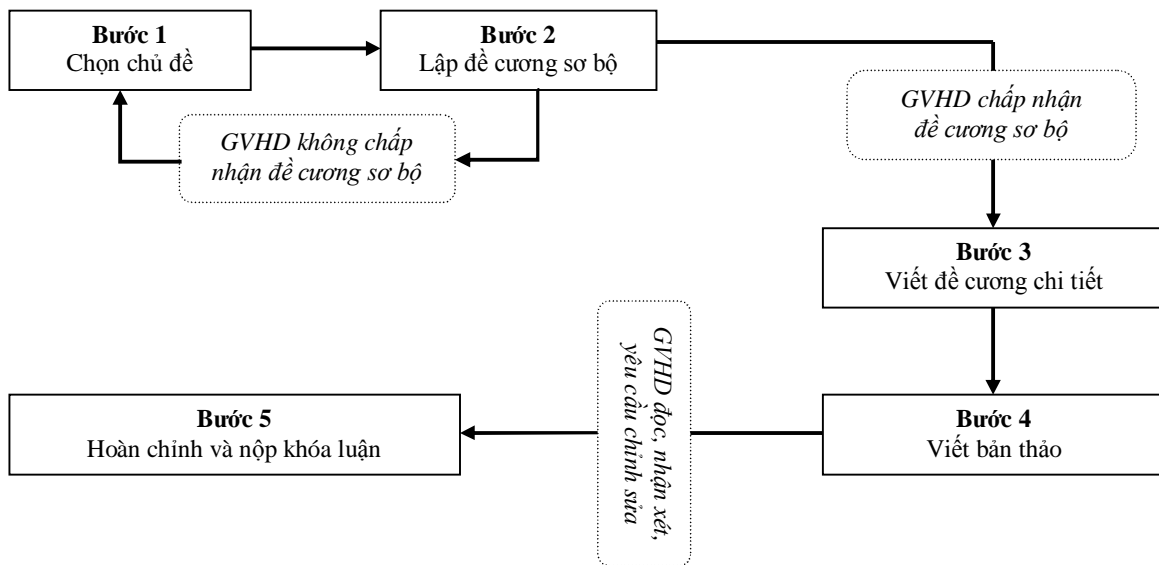 Bước 1
Chọn chủ đề
Bước 2
Lập đề cương sơ bộ
GVHD không chấp
nhận đề cương sơ bộ
GVHD chấp nhận
đề cương sơ bộ
Bước 3
Viết đề cương chi tiết
Bước 4
Viết bản thảo
GVHD đọc, nhận xét,
yêu cầu chỉnh sửa
Bước 5
Hoàn chỉnh và nộp khóa luận